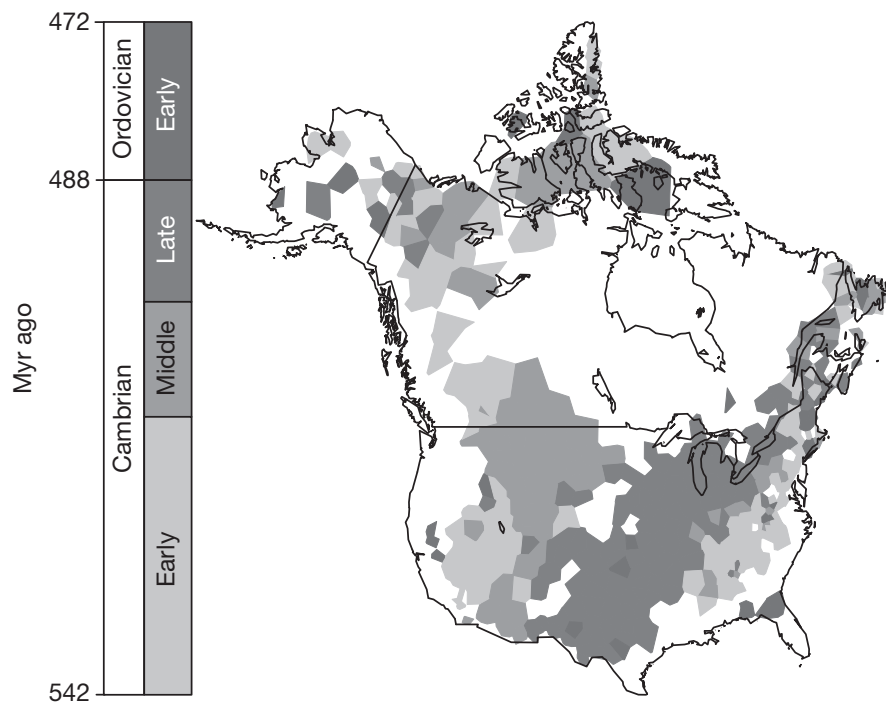 472
Ordovician
Early
488
Late
Myr ago
Cambrian
Middle
Early
542